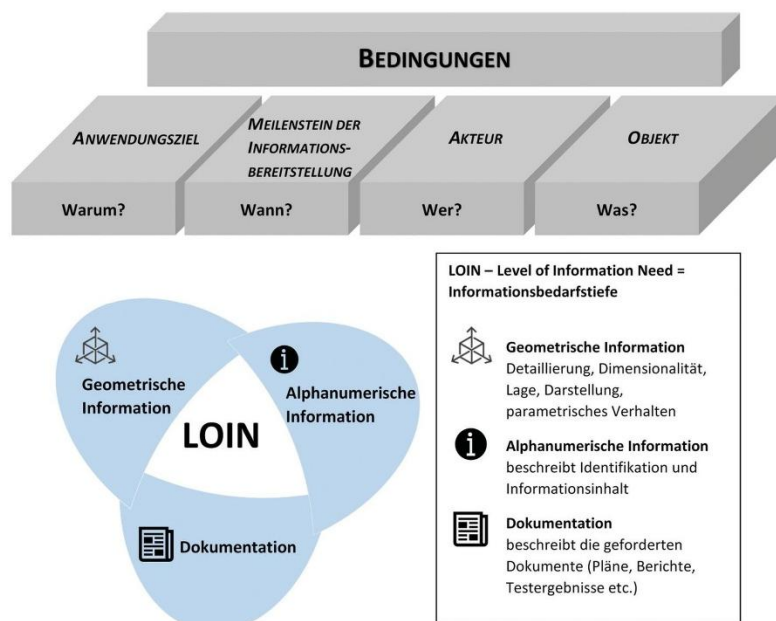 BEDINGUNGEN
ANWENDUNGSZIEL
MEILENSTEIN DER
INFORMATIONS-
BEREITSTELLUNG
AKTEUR
OBJEKT
Warum?
Wann?
Wer?
Was?
Geometrische
Information
Alphanumerische
Information
LOIN
Dokumentation
LOIN – Level of Information Need =
Informationsbedarfstiefe
Geometrische Information
Detaillierung, Dimensionalität,
Lage, Darstellung,
parametrisches Verhalten
Alphanumerische Information
beschreibt Identifikation und
Informationsinhalt
Dokumentation
beschreibt die geforderten
Dokumente (Pläne, Berichte,
Testergebnisse etc.)